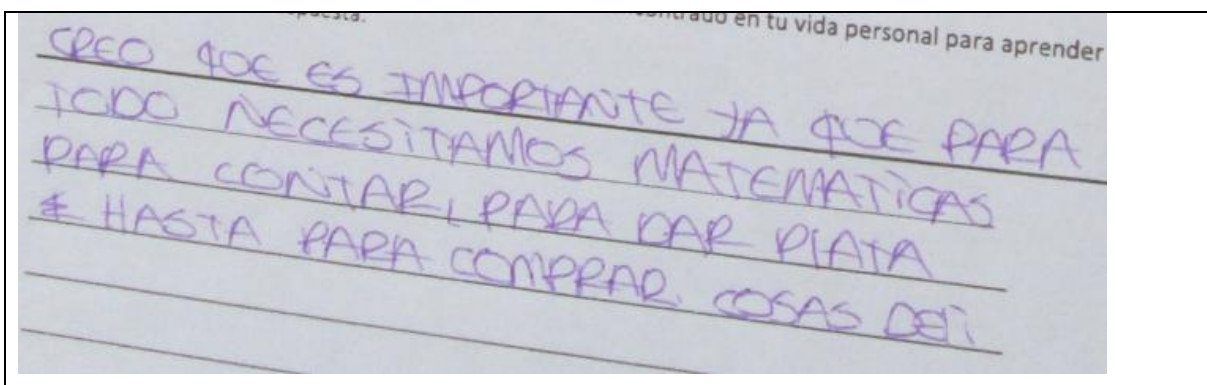 encontrado en tu vida personal para aprender
CREO QUE ES IMPORTANTE YA QUE PARA
TODO NECESITAMOS MATEMATICAS
PARA CONTAR, PARA DAR PLATA
HASTA PARA COMPRAR COSAS